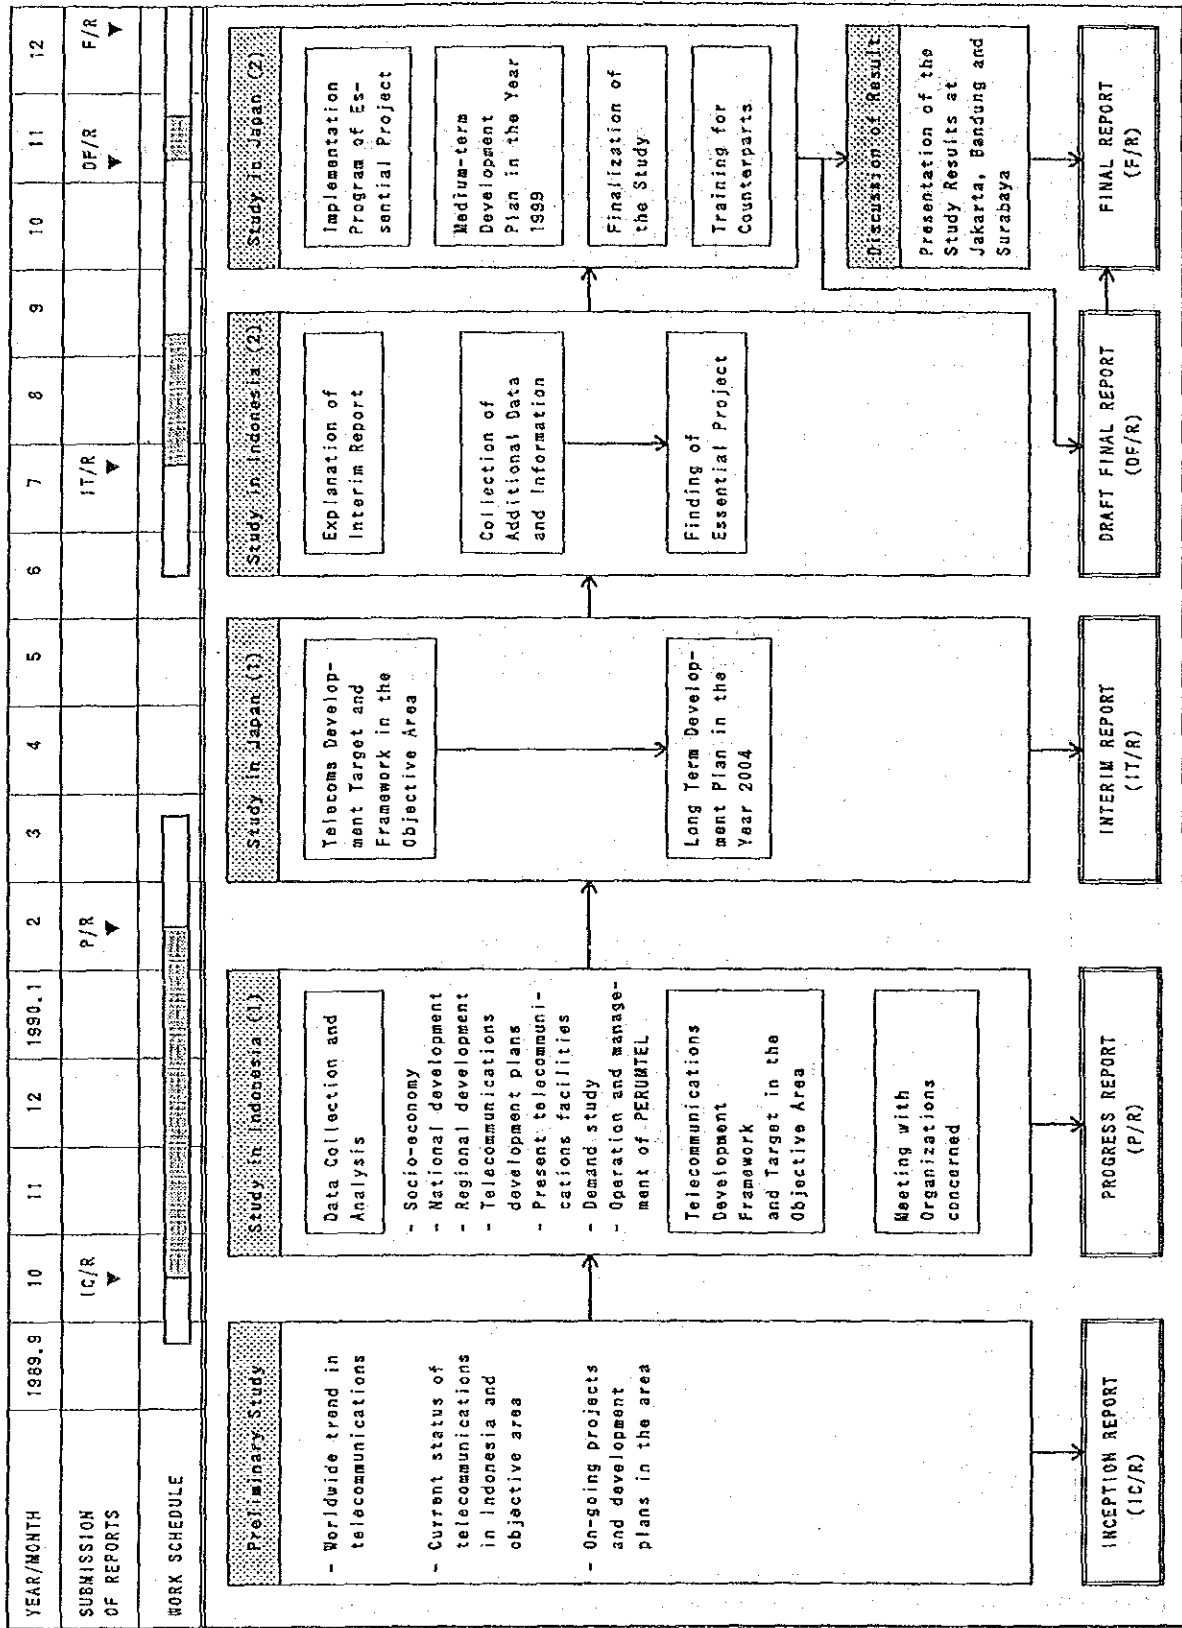 YEAR/MONTH 1989.9 10 11 12 1990.1 2 3 4 5 6 7 8 9 10 11 12
SUBMISSION
OF REPORTS
IC/R P/R IT/R DF/R F/R
WORK SCHEDULE
Preliminary Study
- Worldwide trend in
telecommunications
- Current status of
telecommunications
in Indonesia and
objective area
- On-going projects
and development
plans in the area
INCEPTION REPORT
(IC/R)
Study in Indonesia (1)
Data Collection and
Analysis
- Socio-economy
- National development
- Regional development
- Telecommunications
development plans
- Present telecommuni-
cations facilities
- Demand study
- Operation and manage-
ment of PERUMTEL
Telecommunications
Development
Framework
and Target in the
Objective Area
Meeting with
Organizations
concerned
PROGRESS REPORT
(P/R)
Study in Japan (1)
Telecoms Develop-
ment Target and
Framework in the
Objective Area
Long Term Develop-
ment Plan in the
Year 2004
INTERIM REPORT
(IT/R)
Study in Indonesia (2)
Explanation of
Interim Report
Collection of
Additional Data
and Information
Finding of
Essential Project
DRAFT FINAL REPORT
(DF/R)
Study in Japan (2)
Implementation
Program of Es-
sential Project
Medium-term
Development
Plan in the Year
1999
Finalization of
the Study
Training for
Counterparts
Discussion of Result
Presentation of the
Study Results at
Jakarta, Bandung and
Surabaya
FINAL REPORT
(F/R)